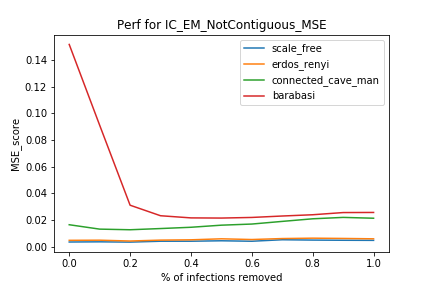 Perf for IC_EM_NotContiguous_MSE
scale_free
erdos_renyi
connected_cave_man
barabasi
MSE_score
0.14
0.12
0.10
0.08
0.06
0.04
0.02
0.00
0.0 0.2 0.4 0.6 0.8 1.0
% of infections removed